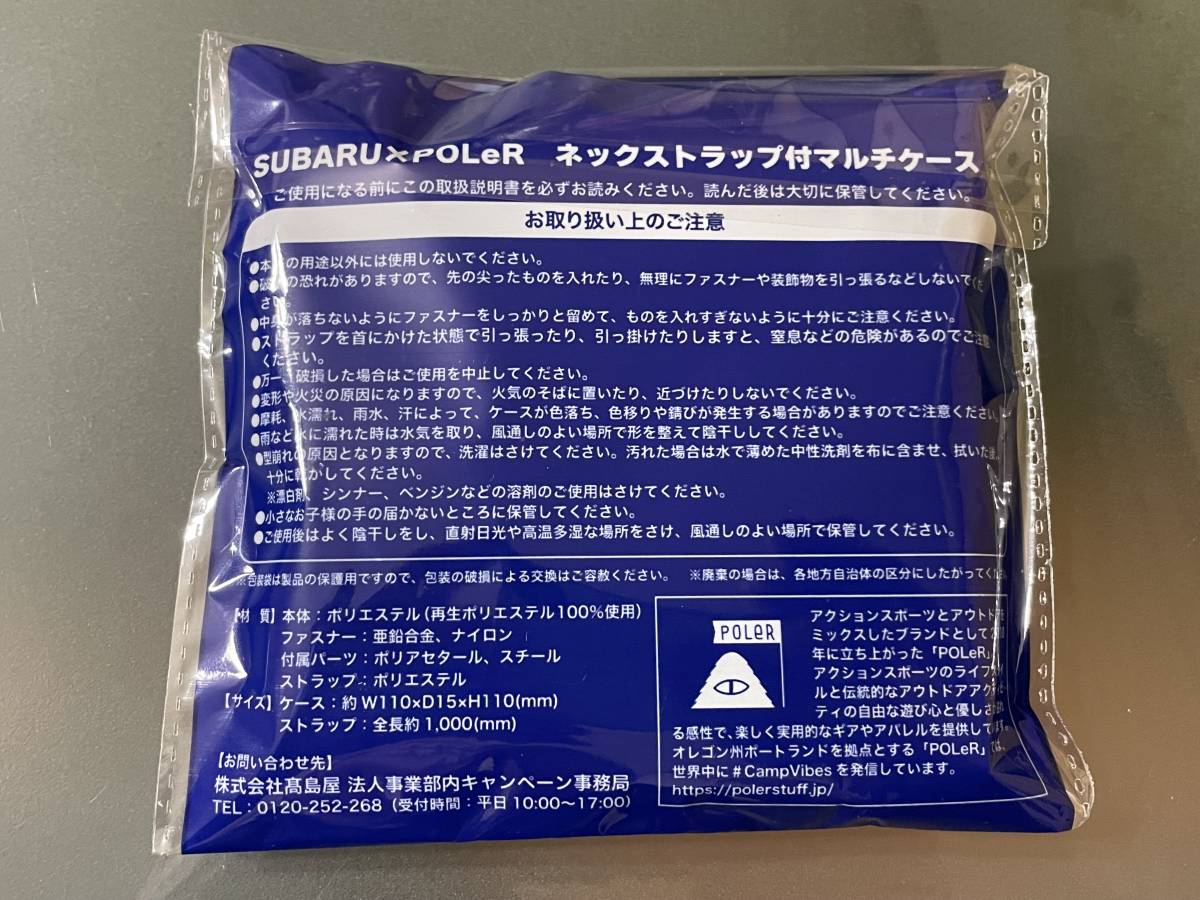 SUBARU×POLeR ネックストラップ付マルチケース
ご使用になる前にこの取扱説明書を必ずお読みください。読んだ後は大切に保管してください。
お取り扱い上のご注意
●本 の用途以外には使用しないでください。
●破 の恐れがありますので、先の尖ったものを入れたり、無理にファスナーや装飾物を引っ張るなどしないでくだ
さい。
●中身が落ちないようにファスナーをしっかりと留めて、ものを入れすぎないように十分にご注意ください。
●ストラップを首にかけた状態で引っ張ったり、引っ掛けたりしますと、窒息などの危険があるのでご注意
ください。
●万一、破損した場合はご使用を中止してください。
●変形や火災の原因になりますので、火気のそばに置いたり、近づけたりしないでください。
●摩耗、水濡れ、雨水、汗によって、ケースが色落ち、色移りや錆びが発生する場合がありますのでご注意ください。
●雨など水に濡れた時は水気を取り、風通しのよい場所で形を整えて陰干ししてください。
●型崩れの原因となりますので、洗濯はさけてください。汚れた場合は水で薄めた中性洗剤を布に含ませ、拭いた後、
十分に乾かしてください。
※漂白剤、シンナー、ベンジンなどの溶剤のご使用はさけてください。
●小さなお子様の手の届かないところに保管してください。
●ご使用後はよく陰干しをし、直射日光や高温多湿な場所をさけ、風通しのよい場所で保管してください。
※包装袋は製品の保護用ですので、包装の破損による交換はご容赦ください。 ※廃棄の場合は、各地方自治体の区分にしたがってくだ
【材 質】本体：ポリエステル（再生ポリエステル100%使用）
ファスナー：亜鉛合金、ナイロン
付属パーツ：ポリアセタール、スチール
ストラップ：ポリエステル
【サイズ】ケース：約 W110×D15×H110(mm)
ストラップ：全長約 1,000(mm)
【お問い合わせ先】
株式会社髙島屋 法人事業部内キャンペーン事務局
TEL：0120-252-268（受付時間：平日 10:00〜17:00）
POLeR
アクションスポーツとアウトドアを
ミックスしたブランドとして
年に立ち上がった「POLeR」
アクションスポーツのライフスタイ
ルと伝統的なアウトドアアクティビ
ティの自由な遊び心と優しさ
る感性で、楽しく実用的なギアやアパレルを提供しています。
オレゴン州ポートランドを拠点とする「POLeR」では、
世界中に＃CampVibes を発信しています。
https://polerstuff.jp/